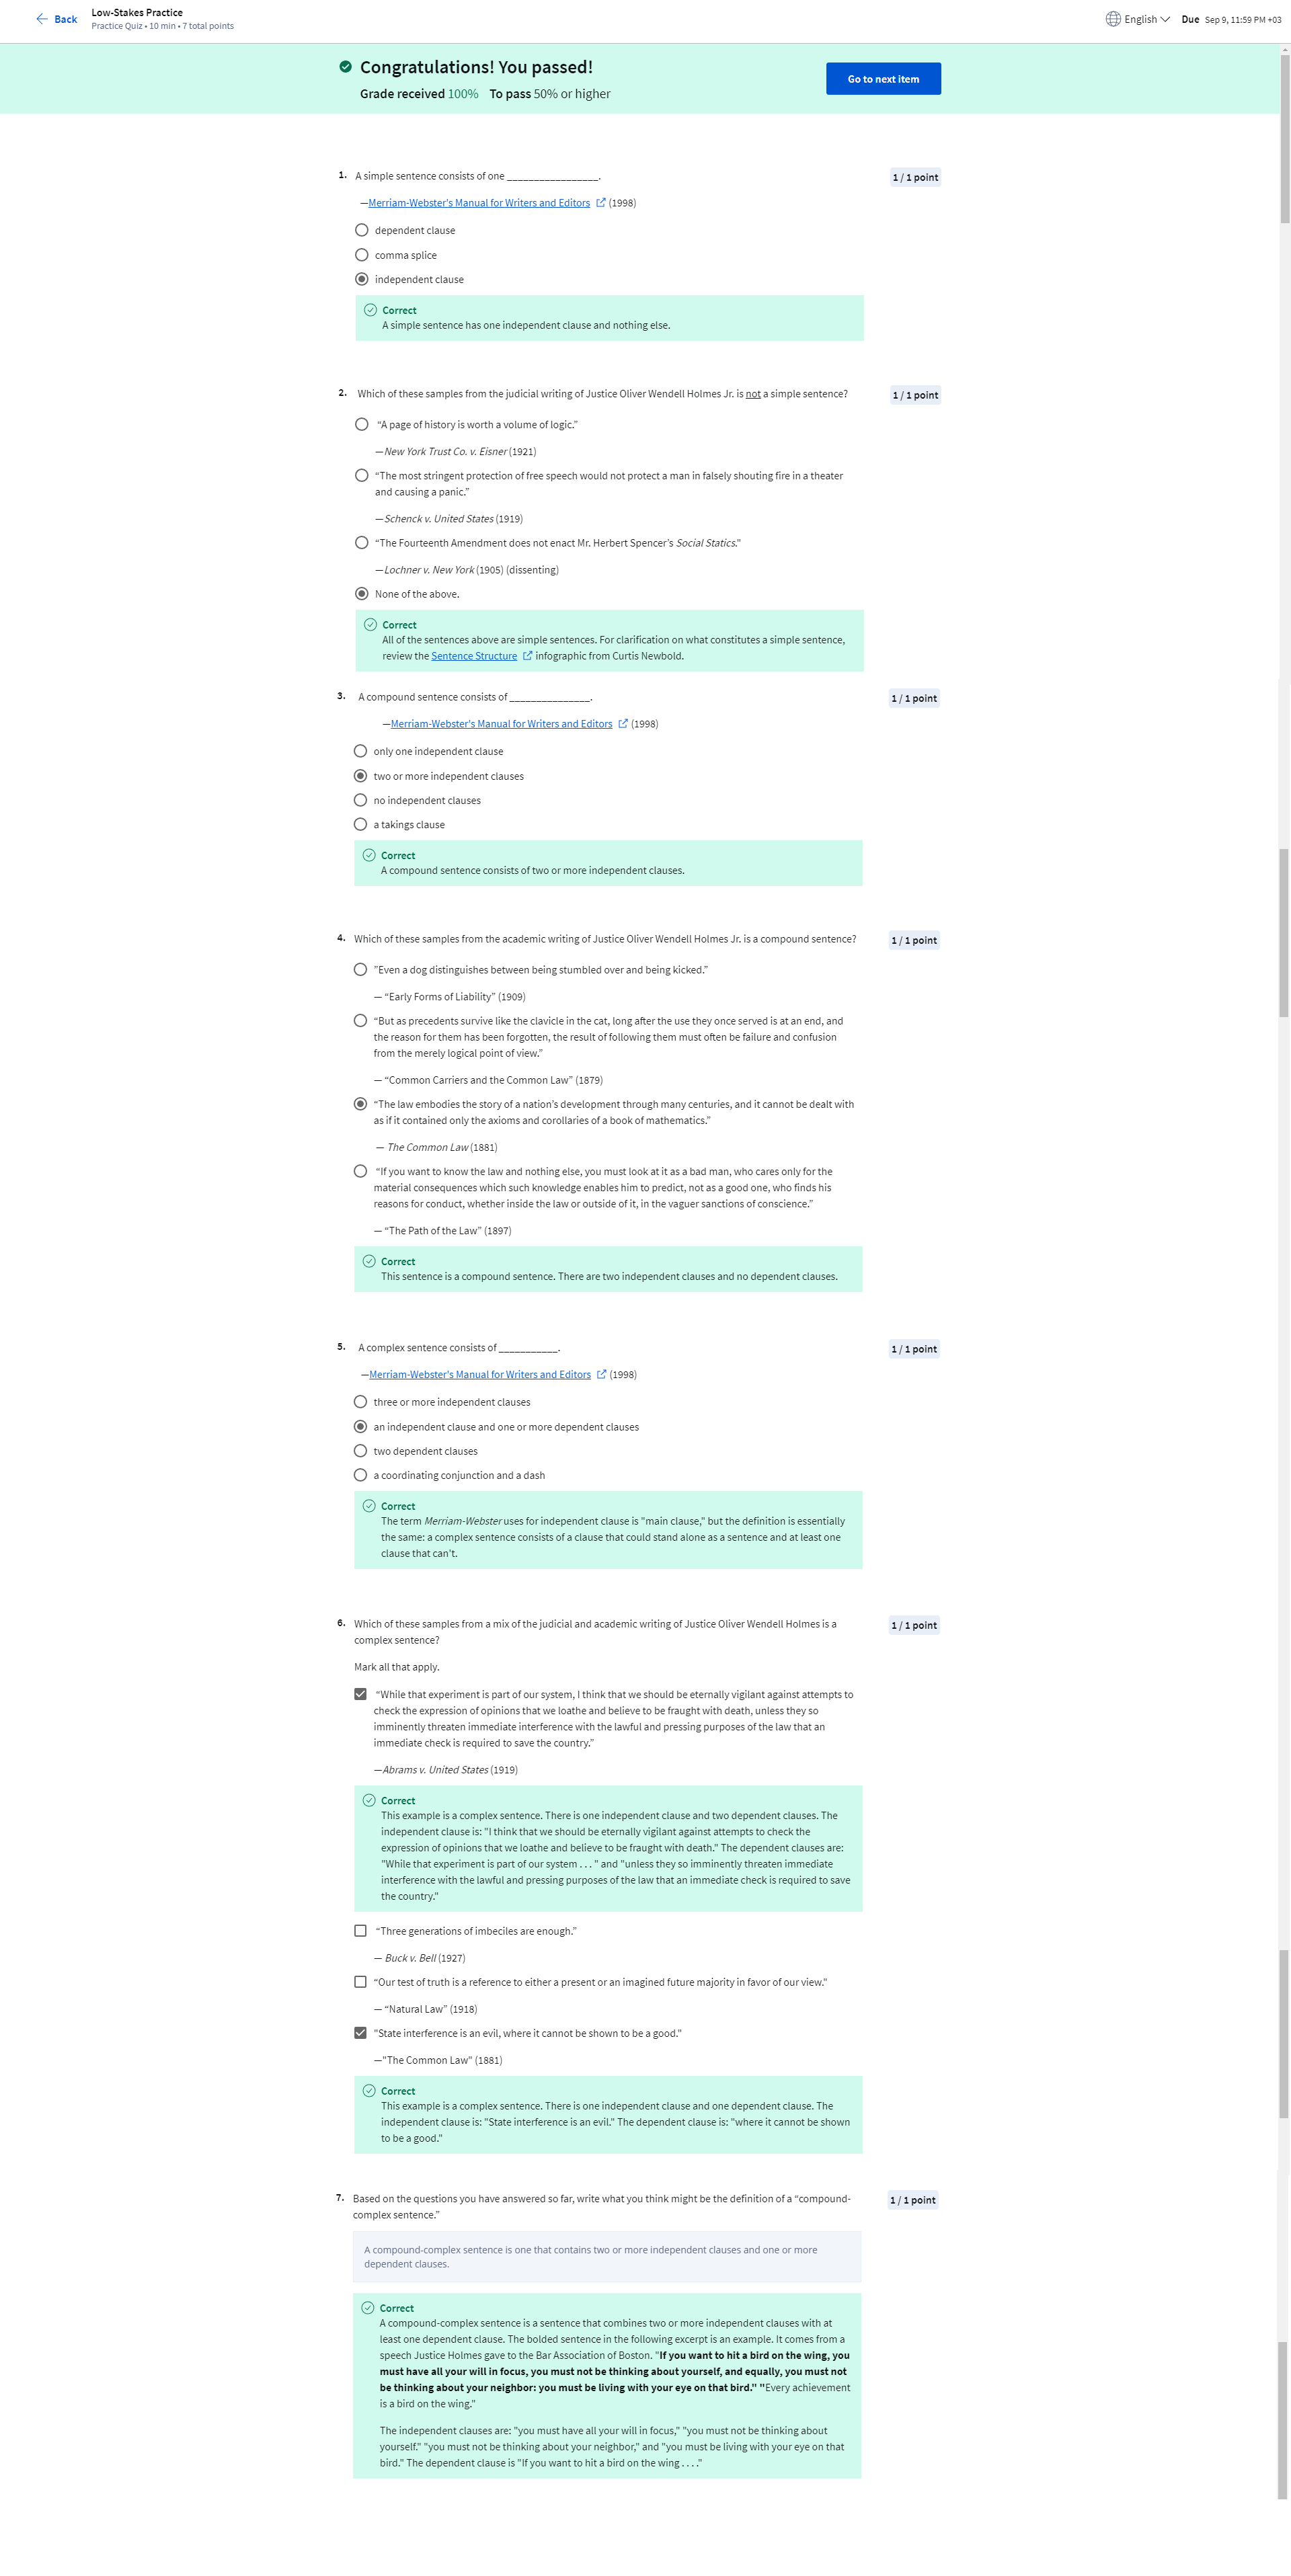 Back
Low-Stakes Practice
Practice Quiz • 10 min • 7 total points
English
Due Sep 9, 11:59 PM +03
Congratulations! You passed!
Grade received 100% To pass 50% or higher
Go to next item
1. A simple sentence consists of one _________________.
1 / 1 point
—Merriam-Webster's Manual for Writers and Editors (1998)
dependent clause
comma splice
independent clause
Correct
A simple sentence has one independent clause and nothing else.
2. Which of these samples from the judicial writing of Justice Oliver Wendell Holmes Jr. is not a simple sentence?
1 / 1 point
“A page of history is worth a volume of logic.”
—New York Trust Co. v. Eisner (1921)
“The most stringent protection of free speech would not protect a man in falsely shouting fire in a theater
and causing a panic.”
—Schenck v. United States (1919)
“The Fourteenth Amendment does not enact Mr. Herbert Spencer’s Social Statics.”
—Lochner v. New York (1905) (dissenting)
None of the above.
Correct
All of the sentences above are simple sentences. For clarification on what constitutes a simple sentence,
review the Sentence Structure infographic from Curtis Newbold.
3. A compound sentence consists of _______________.
1 / 1 point
—Merriam-Webster's Manual for Writers and Editors (1998)
only one independent clause
two or more independent clauses
no independent clauses
a takings clause
Correct
A compound sentence consists of two or more independent clauses.
4. Which of these samples from the academic writing of Justice Oliver Wendell Holmes Jr. is a compound sentence?
1 / 1 point
”Even a dog distinguishes between being stumbled over and being kicked.”
— “Early Forms of Liability” (1909)
“But as precedents survive like the clavicle in the cat, long after the use they once served is at an end, and
the reason for them has been forgotten, the result of following them must often be failure and confusion
from the merely logical point of view.”
— “Common Carriers and the Common Law” (1879)
“The law embodies the story of a nation’s development through many centuries, and it cannot be dealt with
as if it contained only the axioms and corollaries of a book of mathematics."
— The Common Law (1881)
“If you want to know the law and nothing else, you must look at it as a bad man, who cares only for the
material consequences which such knowledge enables him to predict, not as a good one, who finds his
reasons for conduct, whether inside the law or outside of it, in the vaguer sanctions of conscience.”
— “The Path of the Law” (1897)
Correct
This sentence is a compound sentence. There are two independent clauses and no dependent clauses.
5. A complex sentence consists of ___________.
1 / 1 point
—Merriam-Webster's Manual for Writers and Editors (1998)
three or more independent clauses
an independent clause and one or more dependent clauses
two dependent clauses
a coordinating conjunction and a dash
Correct
The term Merriam-Webster uses for independent clause is "main clause," but the definition is essentially
the same: a complex sentence consists of a clause that could stand alone as a sentence and at least one
clause that can't.
6. Which of these samples from a mix of the judicial and academic writing of Justice Oliver Wendell Holmes is a
complex sentence?
1 / 1 point
Mark all that apply.
“While that experiment is part of our system, I think that we should be eternally vigilant against attempts to
check the expression of opinions that we loathe and believe to be fraught with death, unless they so
imminently threaten immediate interference with the lawful and pressing purposes of the law that an
immediate check is required to save the country.”
—Abrams v. United States (1919)
Correct
This example is a complex sentence. There is one independent clause and two dependent clauses. The
independent clause is: "I think that we should be eternally vigilant against attempts to check the
expression of opinions that we loathe and believe to be fraught with death." The dependent clauses are:
"While that experiment is part of our system . . . " and "unless they so imminently threaten immediate
interference with the lawful and pressing purposes of the law that an immediate check is required to save
the country."
“Three generations of imbeciles are enough.”
— Buck v. Bell (1927)
“Our test of truth is a reference to either a present or an imagined future majority in favor of our view."
— “Natural Law” (1918)
"State interference is an evil, where it cannot be shown to be a good."
—"The Common Law" (1881)
Correct
This example is a complex sentence. There is one independent clause and one dependent clause. The
independent clause is: "State interference is an evil." The dependent clause is: "where it cannot be shown
to be a good."
7. Based on the questions you have answered so far, write what you think might be the definition of a “compound-
complex sentence.”
1 / 1 point
A compound-complex sentence is one that contains two or more independent clauses and one or more
dependent clauses.
Correct
A compound-complex sentence is a sentence that combines two or more independent clauses with at
least one dependent clause. The bolded sentence in the following excerpt is an example. It comes from a
speech Justice Holmes gave to the Bar Association of Boston. "If you want to hit a bird on the wing, you
must have all your will in focus, you must not be thinking about yourself, and equally, you must not
be thinking about your neighbor: you must be living with your eye on that bird." "Every achievement
is a bird on the wing."
The independent clauses are: "you must have all your will in focus," "you must not be thinking about
yourself." "you must not be thinking about your neighbor," and "you must be living with your eye on that
bird." The dependent clause is "If you want to hit a bird on the wing . . . ."